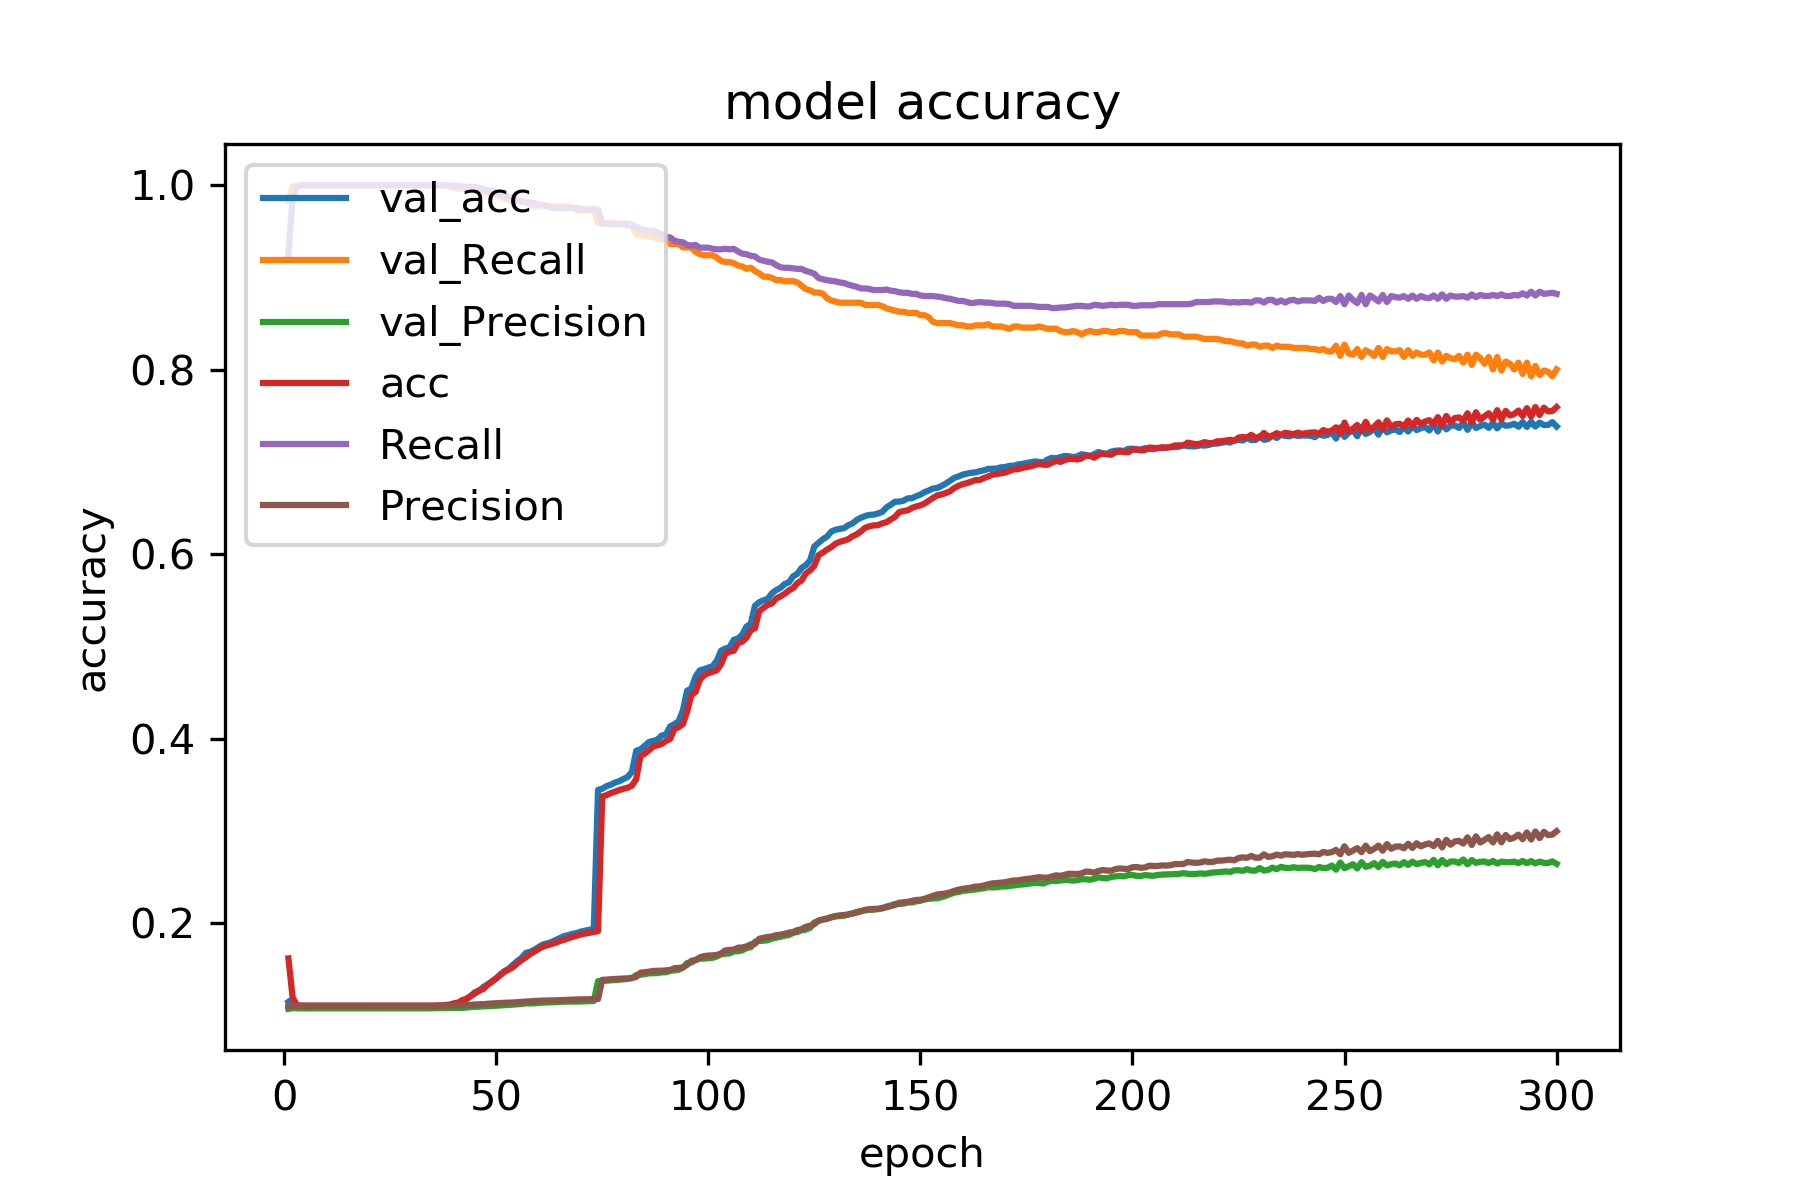 model accuracy
1.0
0.8
0.6
0.4
0.2
accuracy
val_acc
val_Recall
val_Precision
acc
Recall
Precision
0 50 100 150 200 250 300
epoch